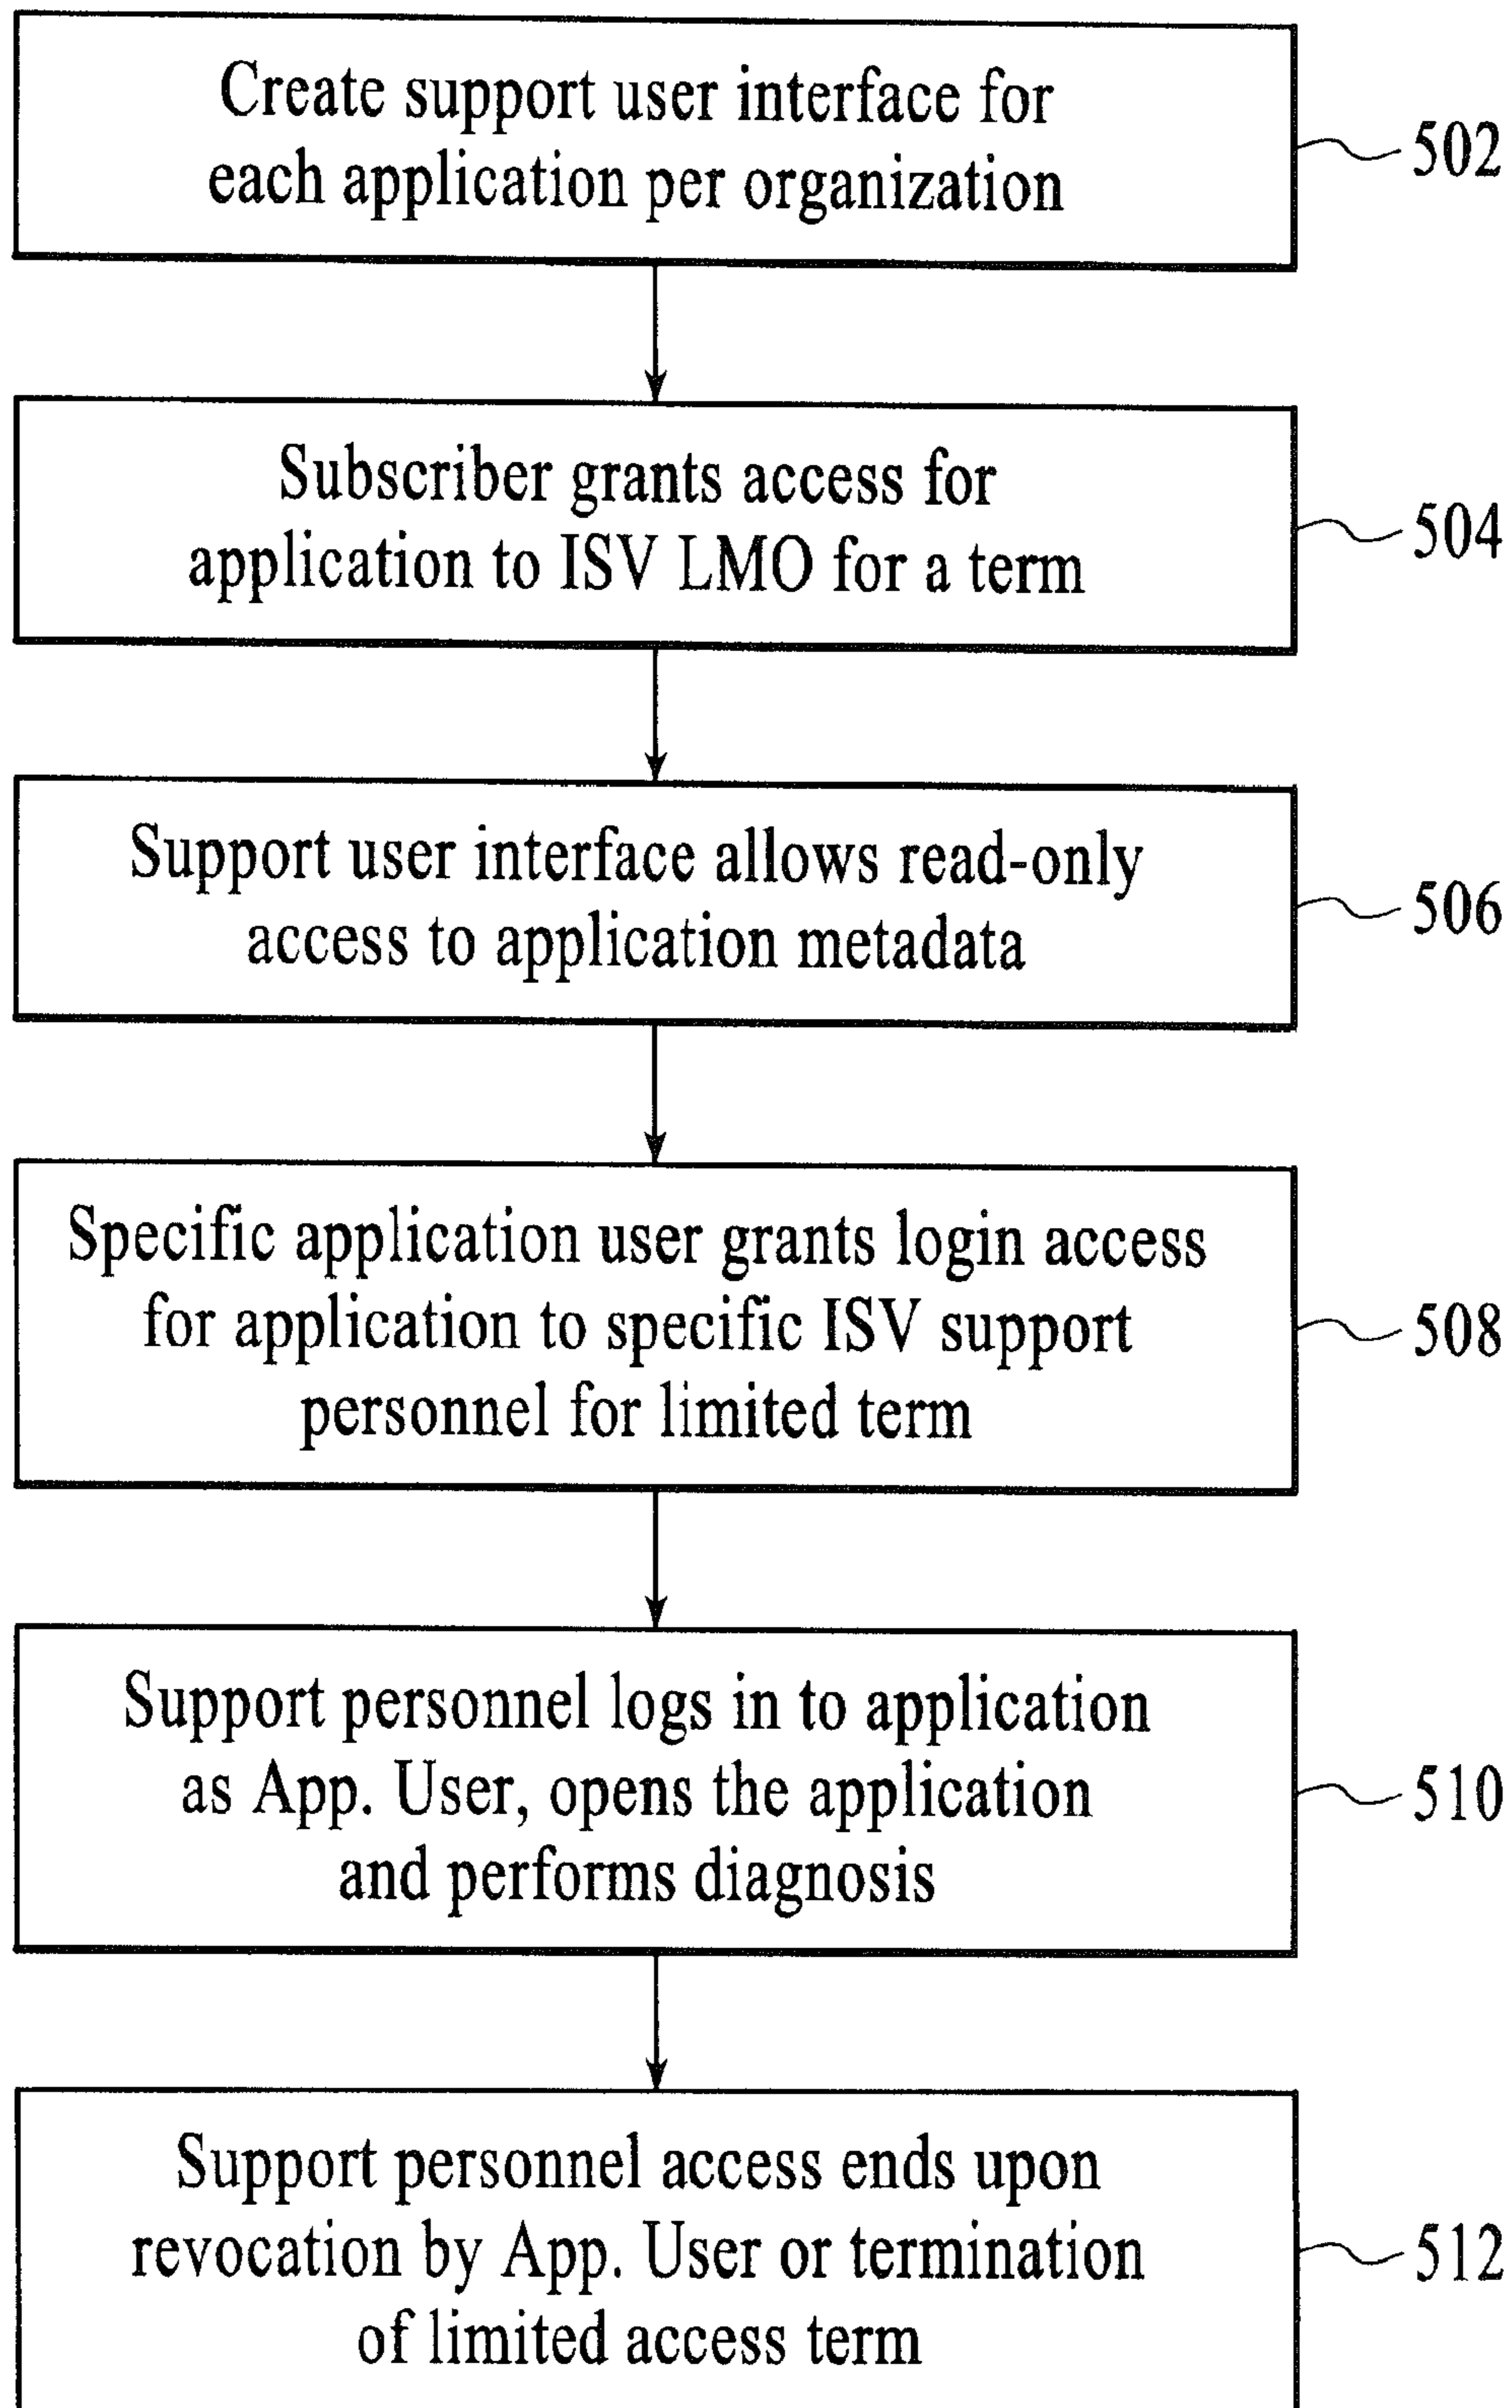 Create support user interface for
each application per organization
502
Subscriber grants access for
application to ISV LMO for a term
504
Support user interface allows read-only
access to application metadata
506
Specific application user grants login access
for application to specific ISV support
personnel for limited term
508
Support personnel logs in to application
as App. User, opens the application
and performs diagnosis
510
Support personnel access ends upon
revocation by App. User or termination
of limited access term
512